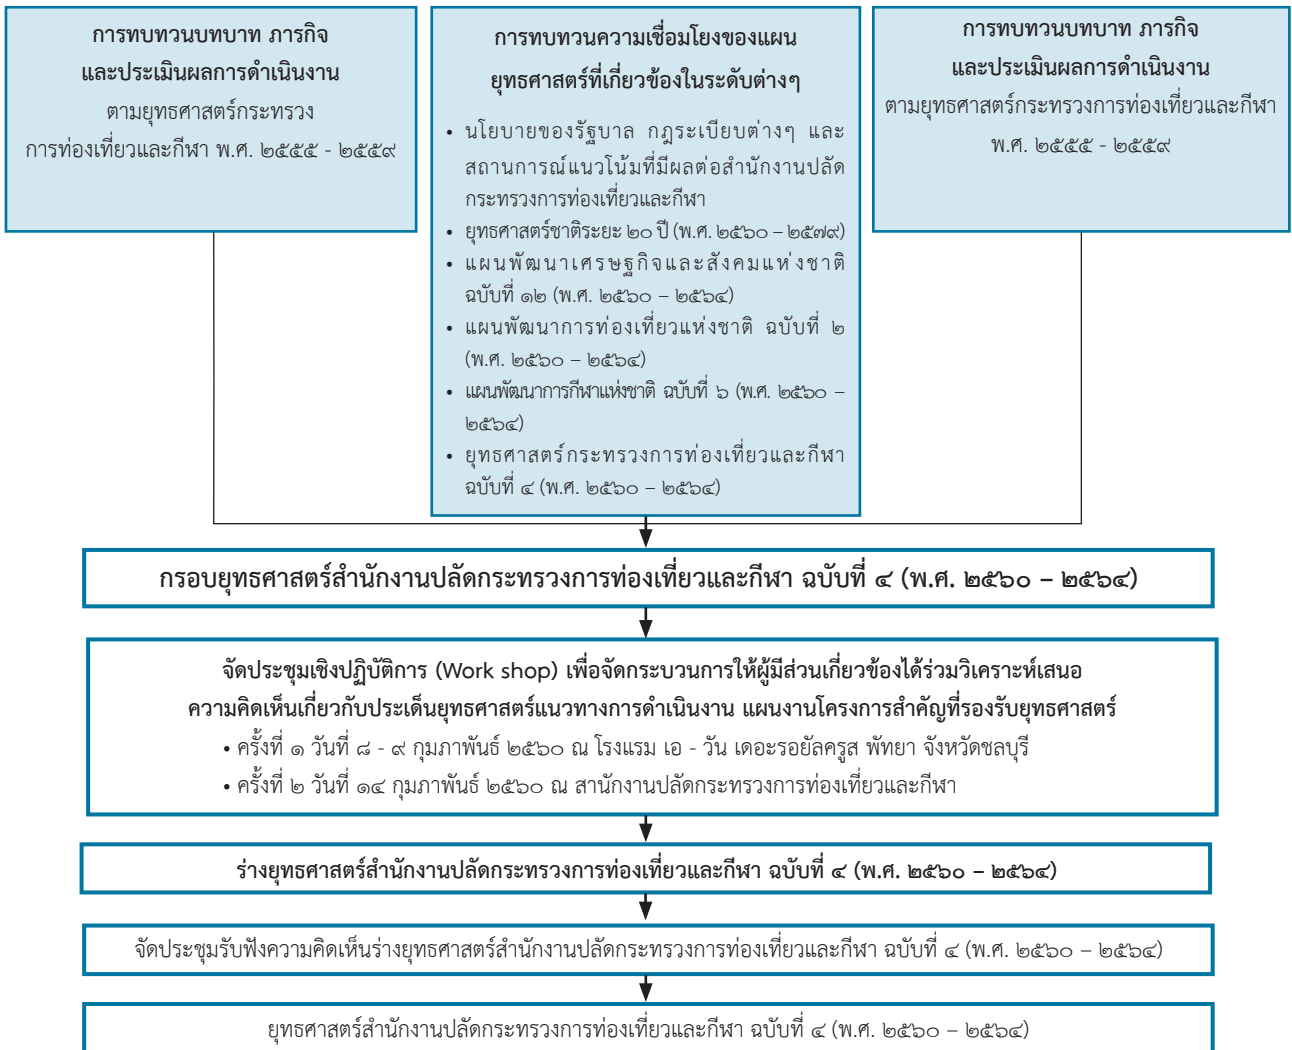 การทบทวนบทบาท ภารกิจ
และประเมินผลการดำเนินงาน
ตามยุทธศาสตร์กระทรวง
การท่องเที่ยวและกีฬา พ.ศ. ๒๕๕๕ - ๒๕๕๙
การทบทวนความเชื่อมโยงของแผน
ยุทธศาสตร์ที่เกี่ยวข้องในระดับต่างๆ
• นโยบายของรัฐบาล กฎระเบียบต่างๆ และ
สถานการณ์แนวโน้มที่มีผลต่อสำนักงานปลัด
กระทรวงการท่องเที่ยวและกีฬา
• ยุทธศาสตร์ชาติระยะ ๒๐ ปี (พ.ศ. ๒๕๖๐ – ๒๕๗๙)
• แผนพัฒนาเศรษฐกิจและสังคมแห่งชาติ
ฉบับที่ ๑๒ (พ.ศ. ๒๕๖๐ – ๒๕๖๔)
• แผนพัฒนาการท่องเที่ยวแห่งชาติ ฉบับที่ ๒
(พ.ศ. ๒๕๖๐ – ๒๕๖๔)
• แผนพัฒนาการกีฬาแห่งชาติ ฉบับที่ ๖ (พ.ศ. ๒๕๖๐ –
๒๕๖๔)
• ยุทธศาสตร์กระทรวงการท่องเที่ยวและกีฬา
ฉบับที่ ๔ (พ.ศ. ๒๕๖๐ – ๒๕๖๔)
การทบทวนบทบาท ภารกิจ
และประเมินผลการดำเนินงาน
ตามยุทธศาสตร์กระทรวงการท่องเที่ยวและกีฬา
พ.ศ. ๒๕๕๕ - ๒๕๕๙
กรอบยุทธศาสตร์สำนักงานปลัดกระทรวงการท่องเที่ยวและกีฬา ฉบับที่ ๔ (พ.ศ. ๒๕๖๐ – ๒๕๖๔)
จัดประชุมเชิงปฏิบัติการ (Work shop) เพื่อจัดกระบวนการให้ผู้มีส่วนเกี่ยวข้องได้ร่วมวิเคราะห์เสนอ
ความคิดเห็นเกี่ยวกับประเด็นยุทธศาสตร์แนวทางการดำเนินงาน แผนงานโครงการสำคัญที่รองรับยุทธศาสตร์
• ครั้งที่ ๑ วันที่ ๘ - ๙ กุมภาพันธ์ ๒๕๖๐ ณ โรงแรม เอ - วัน เดอะรอยัลครูส พัทยา จังหวัดชลบุรี
• ครั้งที่ ๒ วันที่ ๑๔ กุมภาพันธ์ ๒๕๖๐ ณ สานักงานปลัดกระทรวงการท่องเที่ยวและกีฬา
ร่างยุทธศาสตร์สำนักงานปลัดกระทรวงการท่องเที่ยวและกีฬา ฉบับที่ ๔ (พ.ศ. ๒๕๖๐ – ๒๕๖๔)
จัดประชุมรับฟังความคิดเห็นร่างยุทธศาสตร์สำนักงานปลัดกระทรวงการท่องเที่ยวและกีฬา ฉบับที่ ๔ (พ.ศ. ๒๕๖๐ – ๒๕๖๔)
ยุทธศาสตร์สำนักงานปลัดกระทรวงการท่องเที่ยวและกีฬา ฉบับที่ ๔ (พ.ศ. ๒๕๖๐ – ๒๕๖๔)